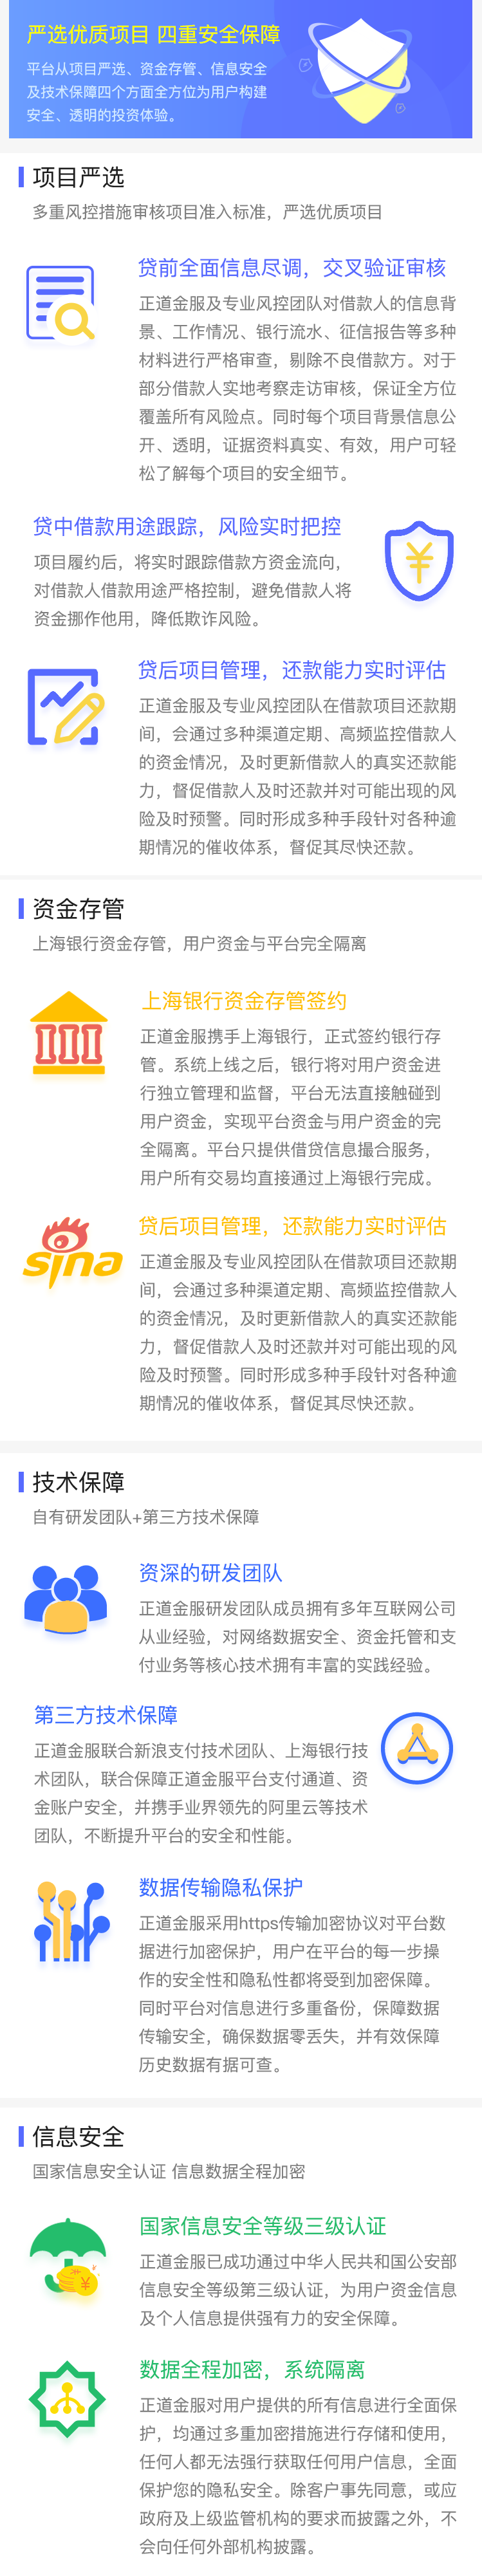 严选优质项目 四重安全保障
平台从项目严选、资金存管、信息安全
及技术保障四个方面全方位为用户构建
安全、透明的投资体验。
项目严选
多重风控措施审核项目准入标准，严选优质项目
贷前全面信息尽调，交叉验证审核
正道金服及专业风控团队对借款人的信息背
景、工作情况、银行流水、征信报告等多种
材料进行严格审查，剔除不良借款方。对于
部分借款人实地考察走访审核，保证全方位
覆盖所有风险点。同时每个项目背景信息公
开、透明，证据资料真实、有效，用户可轻
松了解每个项目的安全细节。
贷中借款用途跟踪，风险实时把控
项目履约后，将实时跟踪借款方资金流向，
对借款人借款用途严格控制，避免借款人将
资金挪作他用，降低欺诈风险。
贷后项目管理，还款能力实时评估
正道金服及专业风控团队在借款项目还款期
间，会通过多种渠道定期、高频监控借款人
的资金情况，及时更新借款人的真实还款能
力，督促借款人及时还款并对可能出现的风
险及时预警。同时形成多种手段针对各种逾
期情况的催收体系，督促其尽快还款。
资金存管
上海银行资金存管，用户资金与平台完全隔离
上海银行资金存管签约
正道金服携手上海银行，正式签约银行存
管。系统上线之后，银行将对用户资金进
行独立管理和监督，平台无法直接触碰到
用户资金，实现平台资金与用户资金的完
全隔离。平台只提供借贷信息撮合服务，
用户所有交易均直接通过上海银行完成。
sina
贷后项目管理，还款能力实时评估
正道金服及专业风控团队在借款项目还款期
间，会通过多种渠道定期、高频监控借款人
的资金情况，及时更新借款人的真实还款能
力，督促借款人及时还款并对可能出现的风
险及时预警。同时形成多种手段针对各种逾
期情况的催收体系，督促其尽快还款。
技术保障
自有研发团队+第三方技术保障
资深的研发团队
正道金服研发团队成员拥有多年互联网公司
从业经验，对网络数据安全、资金托管和支
付业务等核心技术拥有丰富的实践经验。
第三方技术保障
正道金服联合新浪支付技术团队、上海银行技
术团队，联合保障正道金服平台支付通道、资
金账户安全，并携手业界领先的阿里云等技术
团队，不断提升平台的安全和性能。
数据传输隐私保护
正道金服采用https传输加密协议对平台数
据进行加密保护，用户在平台的每一步操
作的安全性和隐私性都将受到加密保障。
同时平台对信息进行多重备份，保障数据
传输安全，确保数据零丢失，并有效保障
历史数据有据可查。
信息安全
国家信息安全认证 信息数据全程加密
国家信息安全等级三级认证
正道金服已成功通过中华人民共和国公安部
信息安全等级第三级认证，为用户资金信息
及个人信息提供强有力的安全保障。
数据全程加密，系统隔离
正道金服对用户提供的所有信息进行全面保
护，均通过多重加密措施进行存储和使用，
任何人都无法强行获取任何用户信息，全面
保护您的隐私安全。除客户事先同意，或应
政府及上级监管机构的要求而披露之外，不
会向任何外部机构披露。